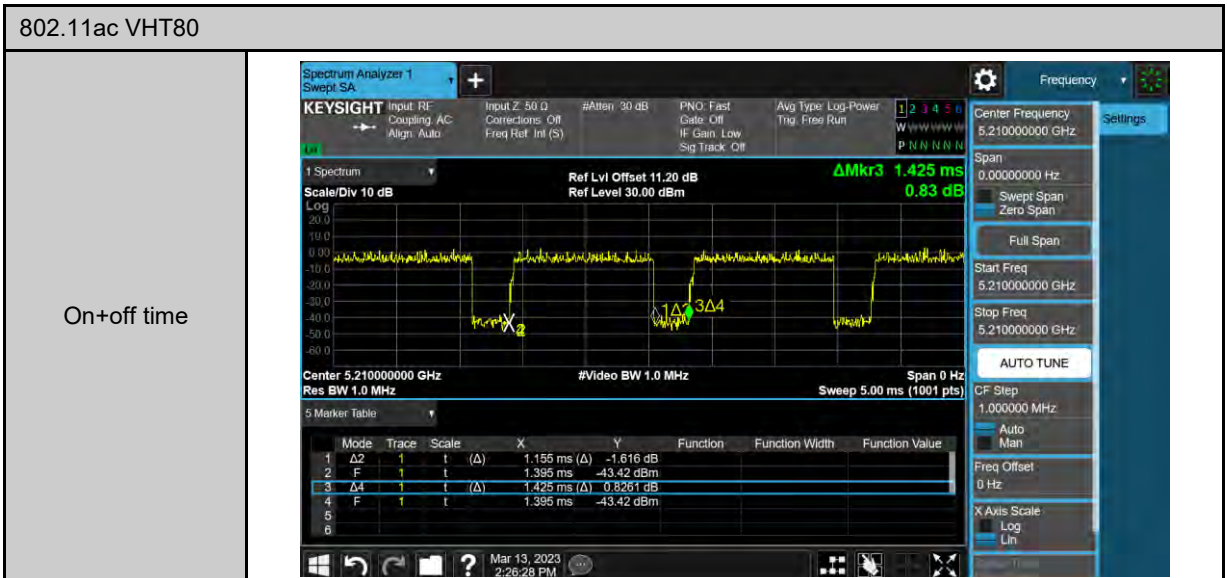 802.11ac VHT80
On+off time
Spectrum Analyzer 1
Swept SA
+
Frequency
KEYSIGHT
Input: RF
Coupling: AC
Align: Auto
Input Z: 50 Ω
Corrections: Off
Freq Ref: Int (S)
#Atten: 30 dB
PNO: Fast
Gate: Off
IF Gain: Low
Sig Track: Off
Avg Type: Log-Power
Trig: Free Run
1 2 3 4 5 6
W W W W W W
P N N N N N
Center Frequency
5.210000000 GHz
Settings
Span
0.00000000 Hz
Swept Span
Zero Span
Full Span
Start Freq
5.210000000 GHz
Stop Freq
5.210000000 GHz
AUTO TUNE
CF Step
1.000000 MHz
Auto
Man
Freq Offset
0 Hz
X Axis Scale
Log
Lin
1 Spectrum
Scale/Div 10 dB
Ref Lvl Offset 11.20 dB
Ref Level 30.00 dBm
ΔMkr3 1.425 ms
0.83 dB
Log
20.0
10.0
0.00
-10.0
-20.0
-30.0
-40.0
-50.0
-60.0
3Δ4
Center 5.210000000 GHz
#Video BW 1.0 MHz
Span 0 Hz
Res BW 1.0 MHz
Sweep 5.00 ms (1001 pts)
5 Marker Table
Mode Trace Scale X Y Function Function Width Function Value
1 Δ2 1 t (Δ) 1.155 ms (Δ) -1.616 dB
2 F 1 t 1.395 ms -43.42 dBm
3 Δ4 1 t (Δ) 1.425 ms (Δ) 0.8261 dB
4 F 1 t 1.395 ms -43.42 dBm
5
6
?
Mar 13, 2023
2:26:28 PM